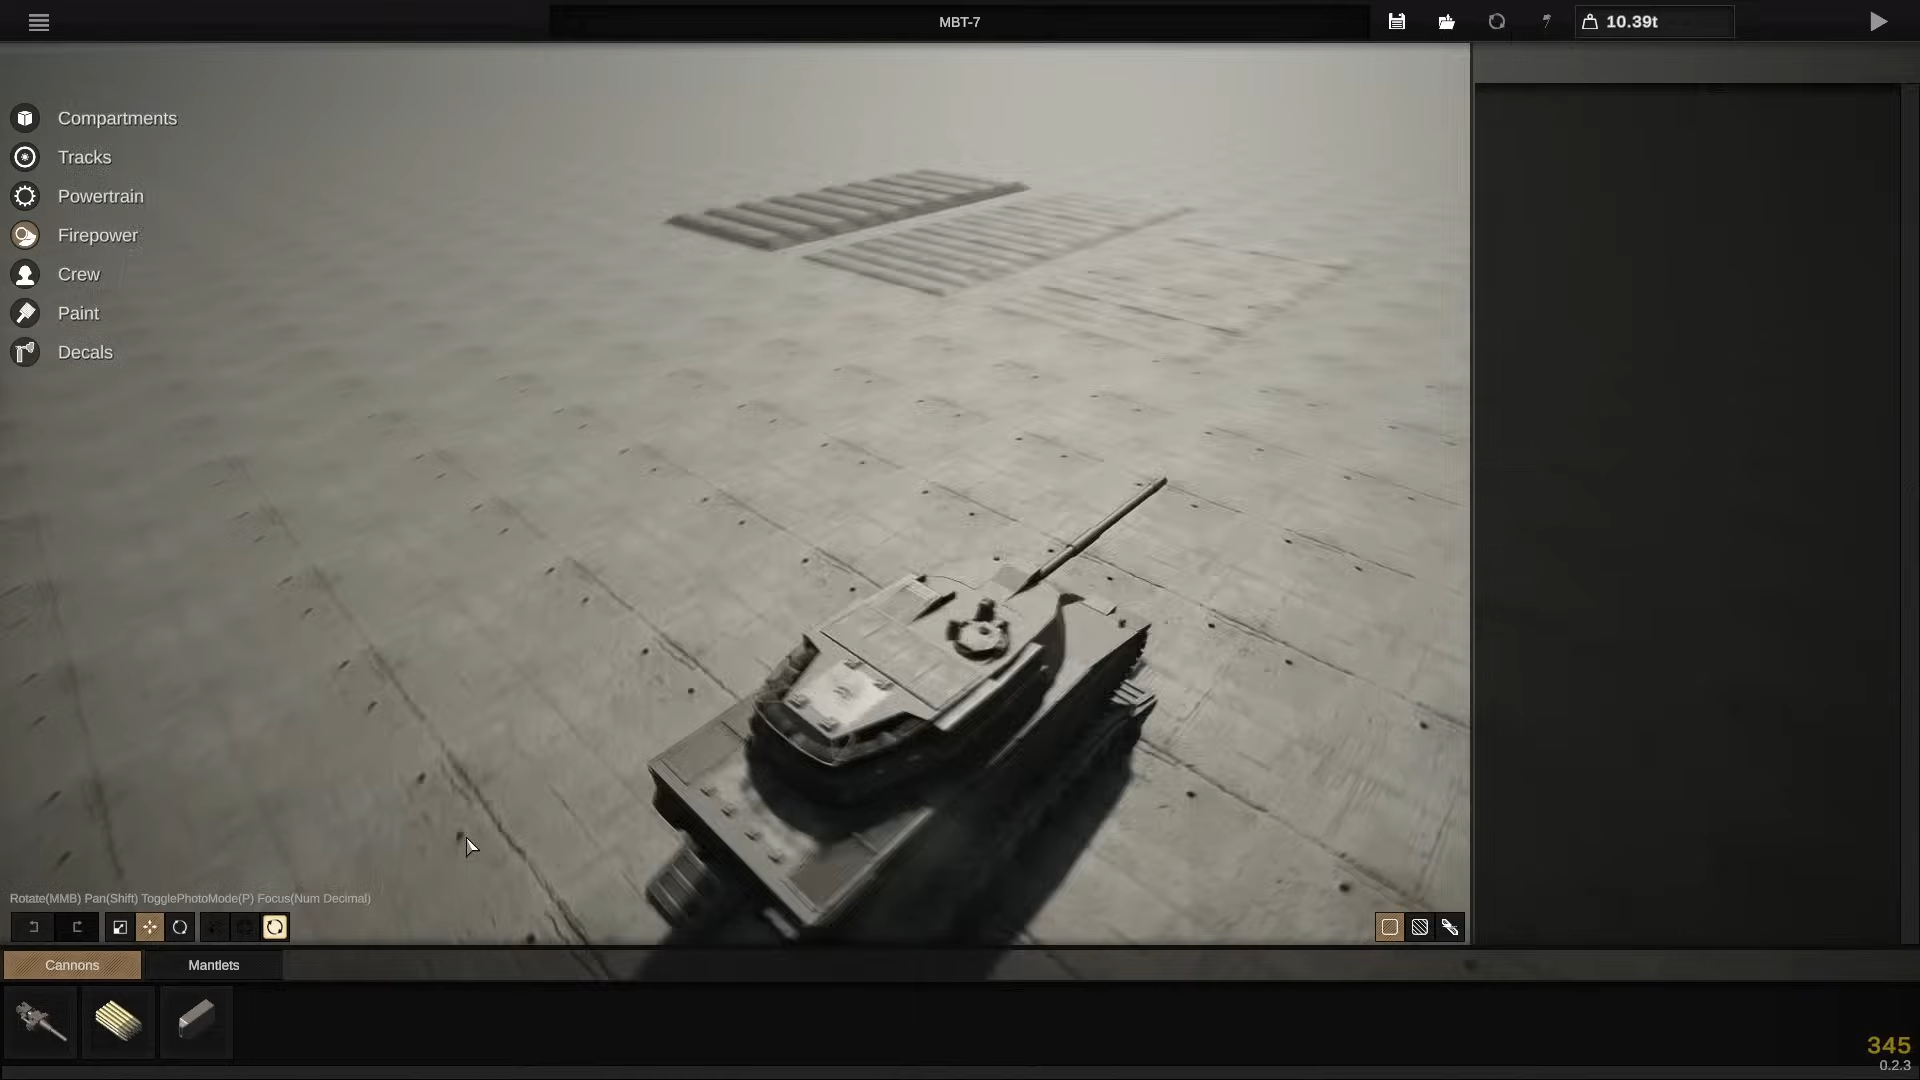 MBT-7
10.39t
Compartments
Tracks
Powertrain
Firepower
Crew
Paint
Decals
Rotate(MMB) Pan(Shift) TogglePhotoMode(P) Focus(Num Decimal)
Cannons
Mantlets
345
0.2.3